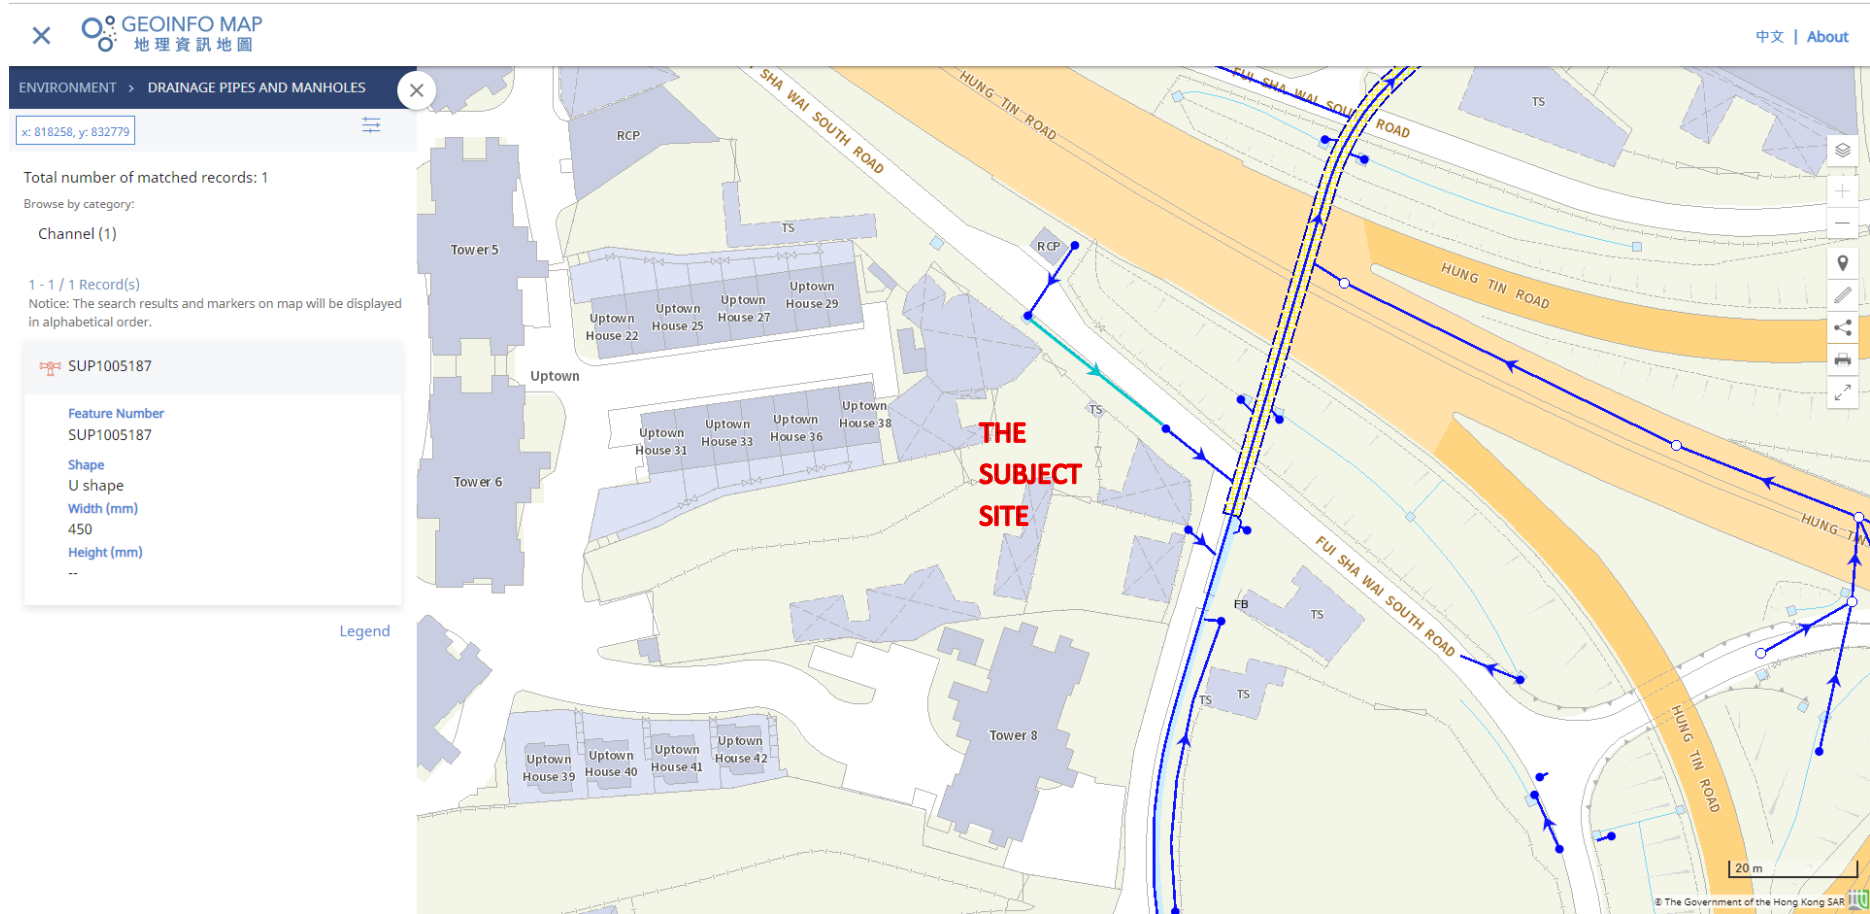 GEOINFO MAP
地理資訊地圖
中文 | About
ENVIRONMENT › DRAINAGE PIPES AND MANHOLES
x: 818258, y: 832779
Total number of matched records: 1
Browse by category:
Channel (1)
1 - 1 / 1 Record(s)
Notice: The search results and markers on map will be displayed
in alphabetical order.
SUP1005187
Feature Number
SUP1005187
Shape
U shape
Width (mm)
450
Height (mm)
--
Legend
SHA WAI SOUTH ROAD
HUNG TIN ROAD
FUI SHA WAI SOU
ROAD
TS
RCP
Tower 5
TS
RCP
HUNG TIN ROAD
Uptown
House 22
Uptown
House 25
Uptown
House 27
Uptown
House 29
Uptown
Uptown
House 31
Uptown
House 33
Uptown
House 36
Uptown
House 38
TS
THE
SUBJECT
SITE
Tower 6
HUNG TIN
FUI SHA WAI SOUTH ROAD
FB
TS
TS
TS
Tower 8
HUNG TIN ROAD
Uptown
House 39
Uptown
House 40
Uptown
House 41
Uptown
House 42
20 m
© The Government of the Hong Kong SAR